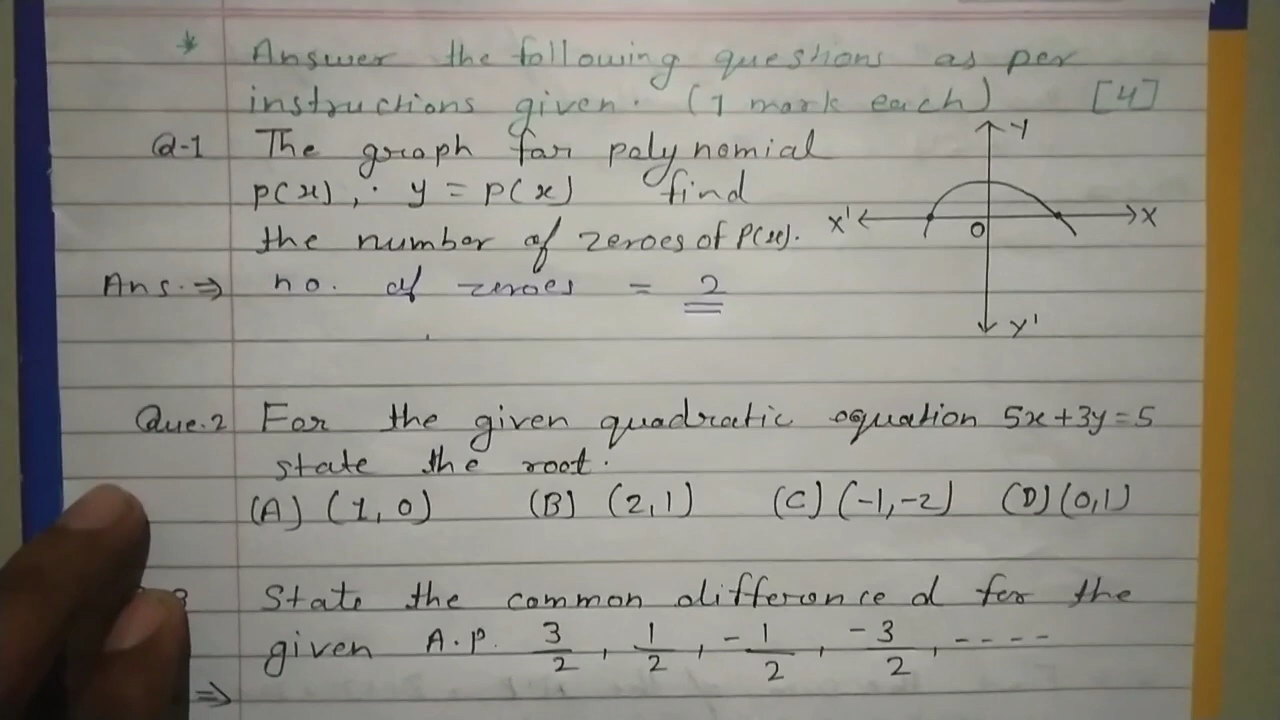 * Answer the following questions as per
instructions given. (1 mark each) [4]
Q-1 The graph for polynomial
p(x), y = p(x) find
the number of zeroes of P(x).
Y
X' X
O
Y'
Ans. ⇒ no. of zeroes = 2
Que.2 For the given quadratic equation 5x+3y=5
state the root.
(A) (1, 0) (B) (2, 1) (C) (-1, -2) (D) (0, 1)
State the common difference d for the
given A.P. 3/2, 1/2, -1/2, -3/2, ----
⇒